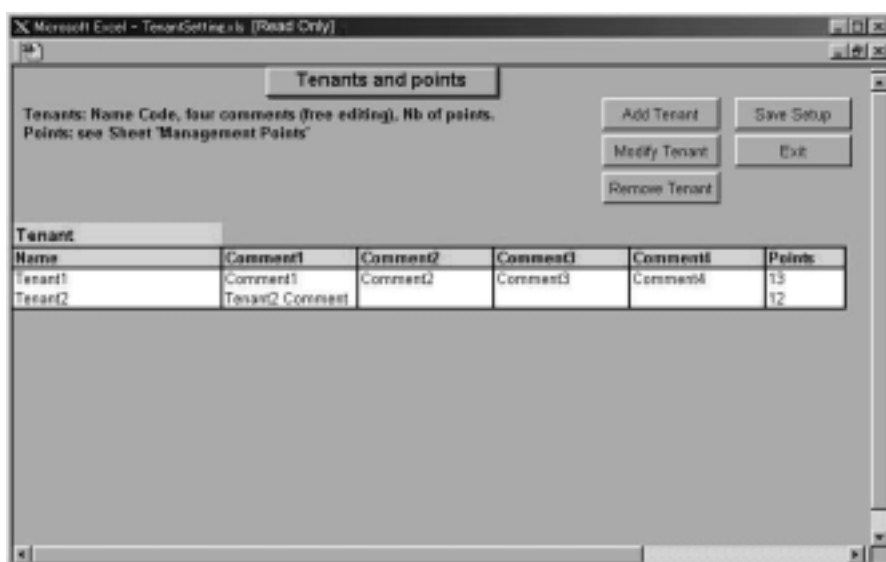 Microsoft Excel - TenantSetting.xls [Read Only]
Tenants and points
Tenants: Name Code, four comments (free editing), Nb of points.
Points: see Sheet "Management Points"
Add Tenant
Save Setup
Modify Tenant
Exit
Remove Tenant
Tenant
Name Comment1 Comment2 Comment3 Comment4 Points
Tenant1 Comment1 Comment2 Comment3 Comment4 13
Tenant2 Tenant2 Comment 12